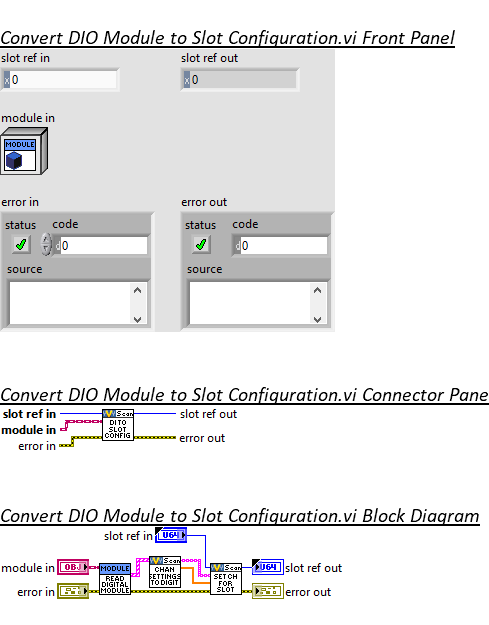 Convert DIO Module to Slot Configuration.vi Front Panel
slot ref in
slot ref out
x 0
x 0
module in
MODULE
error in
error out
status
code
status
code
d 0
d 0
source
source
Convert DIO Module to Slot Configuration.vi Connector Pane
slot ref in
slot ref out
module in
error in
error out
Scan
DI TO
SLOT
CONFIG
Convert DIO Module to Slot Configuration.vi Block Diagram
slot ref in
U64
module in
OBJ
MODULE
READ
DIGITAL
MODULE
Scan
CHAN
SETTINGS
TO DIGIT
Scan
SET CH
FOR
SLOT
U64
slot ref out
error in
error out